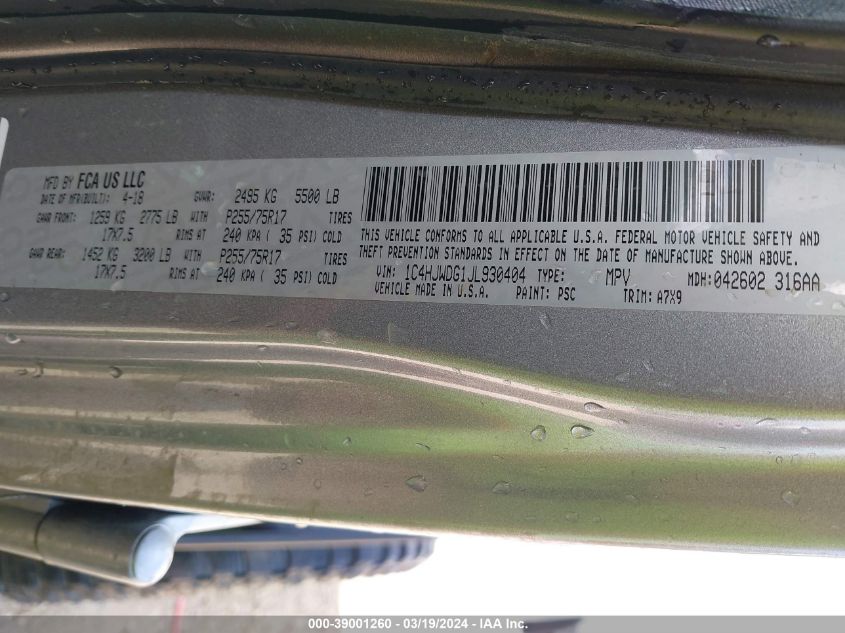 MFD BY FCA US LLC
DATE OF MFR(BUILT): 4-18 GVWR: 2495 KG 5500 LB
GAWR FRONT: 1259 KG 2775 LB WITH P255/75R17 TIRES
17X7.5 RIMS AT 240 KPA ( 35 PSI) COLD
GAWR REAR: 1452 KG 3200 LB WITH P255/75R17 TIRES
17X7.5 RIMS AT 240 KPA ( 35 PSI) COLD
THIS VEHICLE CONFORMS TO ALL APPLICABLE U.S.A. FEDERAL MOTOR VEHICLE SAFETY AND
THEFT PREVENTION STANDARDS IN EFFECT ON THE DATE OF MANUFACTURE SHOWN ABOVE.
VIN: 1C4HJWDG1JL930404 TYPE: MPV MDH: 042602 316AA
VEHICLE MADE IN U.S.A. PAINT: PSC TRIM: A7X9
000-39001260 - 03/19/2024 - IAA Inc.